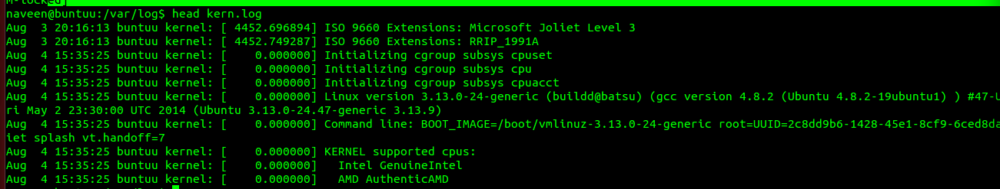 M-locked]
naveen@buntuu:/var/log$ head kern.log
Aug  3 20:16:13 buntuu kernel: [ 4452.696894] ISO 9660 Extensions: Microsoft Joliet Level 3
Aug  3 20:16:13 buntuu kernel: [ 4452.749287] ISO 9660 Extensions: RRIP_1991A
Aug  4 15:35:25 buntuu kernel: [    0.000000] Initializing cgroup subsys cpuset
Aug  4 15:35:25 buntuu kernel: [    0.000000] Initializing cgroup subsys cpu
Aug  4 15:35:25 buntuu kernel: [    0.000000] Initializing cgroup subsys cpuacct
Aug  4 15:35:25 buntuu kernel: [    0.000000] Linux version 3.13.0-24-generic (buildd@batsu) (gcc version 4.8.2 (Ubuntu 4.8.2-19ubuntu1) ) #47-U
ri May 2 23:30:00 UTC 2014 (Ubuntu 3.13.0-24.47-generic 3.13.9)
Aug  4 15:35:25 buntuu kernel: [    0.000000] Command line: BOOT_IMAGE=/boot/vmlinuz-3.13.0-24-generic root=UUID=2c8dd9b6-1428-45e1-8cf9-6ced8da
iet splash vt.handoff=7
Aug  4 15:35:25 buntuu kernel: [    0.000000] KERNEL supported cpus:
Aug  4 15:35:25 buntuu kernel: [    0.000000]   Intel GenuineIntel
Aug  4 15:35:25 buntuu kernel: [    0.000000]   AMD AuthenticAMD